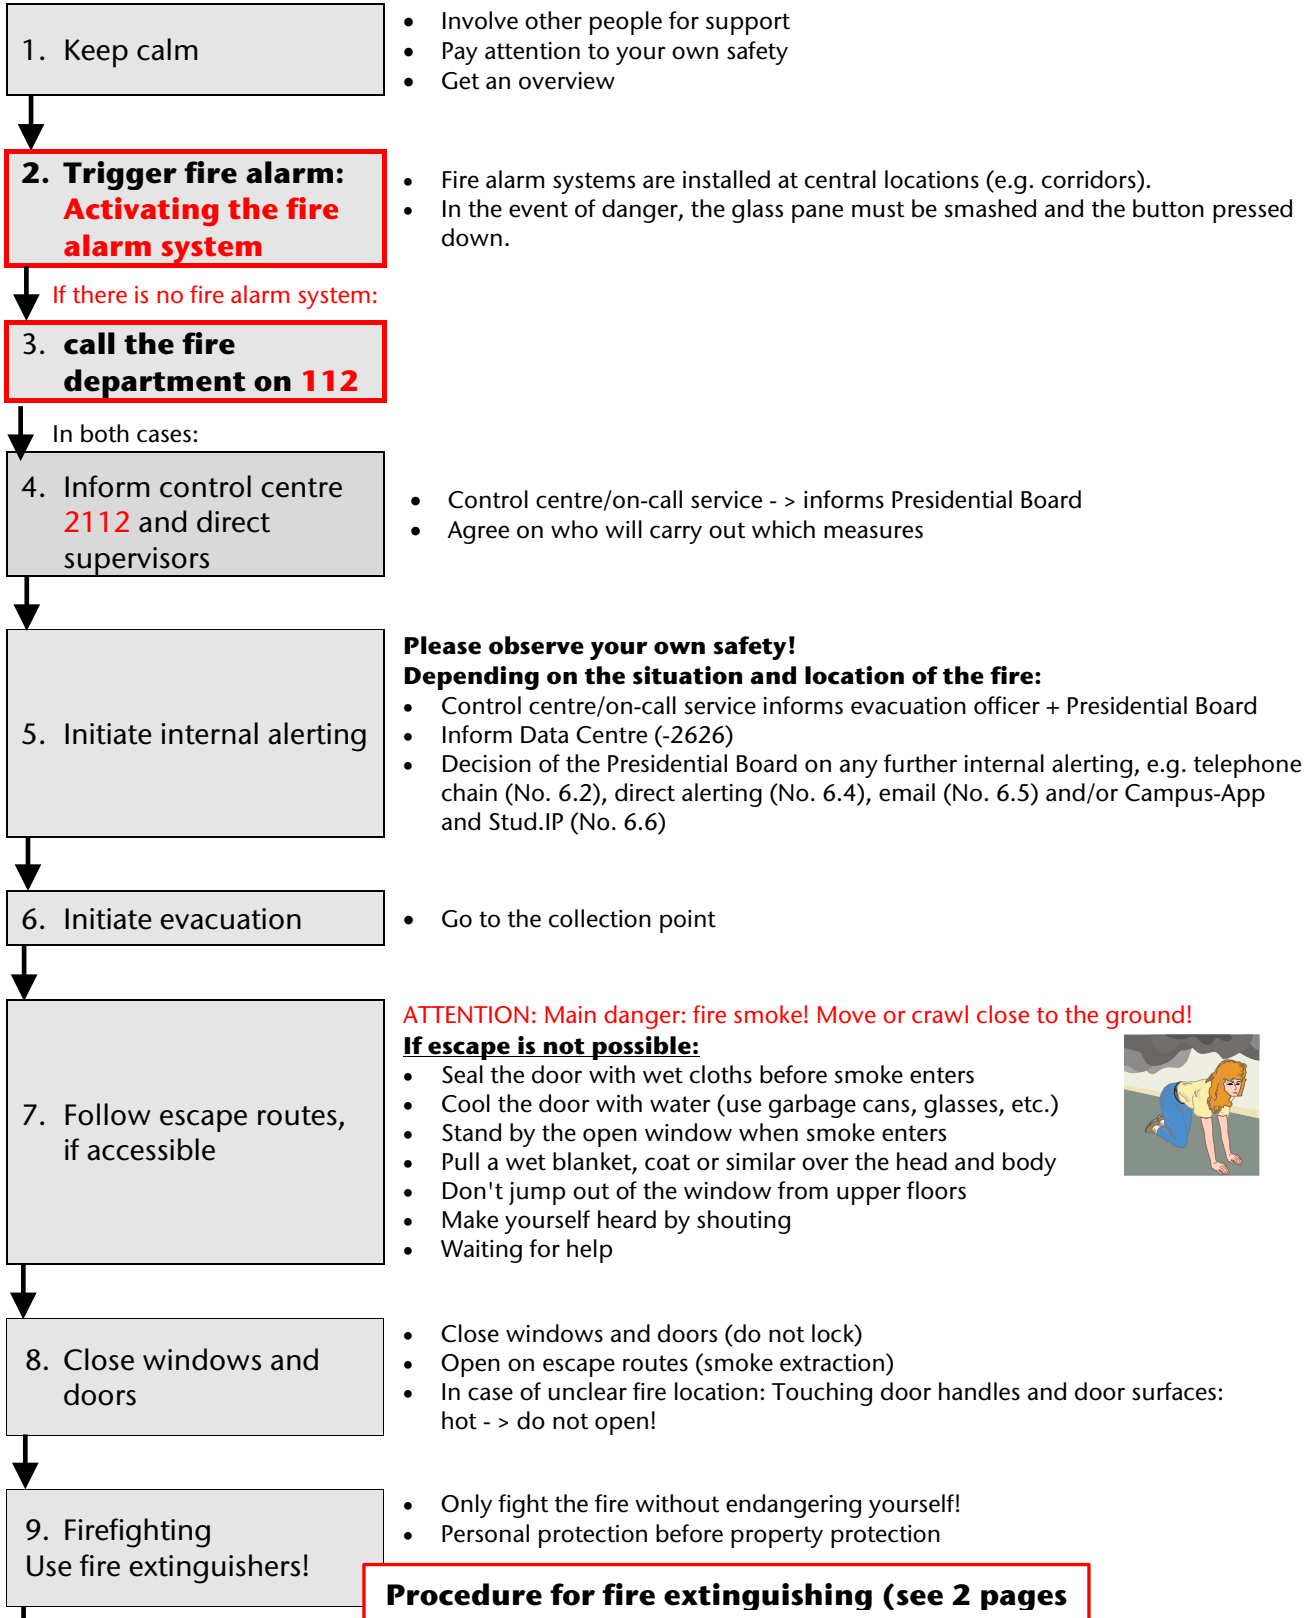 1. Keep calm
• Involve other people for support
• Pay attention to your own safety
• Get an overview
2. Trigger fire alarm:
Activating the fire
alarm system
• Fire alarm systems are installed at central locations (e.g. corridors).
• In the event of danger, the glass pane must be smashed and the button pressed
down.
If there is no fire alarm system:
3. call the fire
department on 112
In both cases:
4. Inform control centre
2112 and direct
supervisors
• Control centre/on-call service - > informs Presidential Board
• Agree on who will carry out which measures
5. Initiate internal alerting
Please observe your own safety!
Depending on the situation and location of the fire:
• Control centre/on-call service informs evacuation officer + Presidential Board
• Inform Data Centre (-2626)
• Decision of the Presidential Board on any further internal alerting, e.g. telephone
chain (No. 6.2), direct alerting (No. 6.4), email (No. 6.5) and/or Campus-App
and Stud.IP (No. 6.6)
6. Initiate evacuation
• Go to the collection point
7. Follow escape routes,
if accessible
ATTENTION: Main danger: fire smoke! Move or crawl close to the ground!
If escape is not possible:
• Seal the door with wet cloths before smoke enters
• Cool the door with water (use garbage cans, glasses, etc.)
• Stand by the open window when smoke enters
• Pull a wet blanket, coat or similar over the head and body
• Don't jump out of the window from upper floors
• Make yourself heard by shouting
• Waiting for help
8. Close windows and
doors
• Close windows and doors (do not lock)
• Open on escape routes (smoke extraction)
• In case of unclear fire location: Touching door handles and door surfaces:
hot - > do not open!
9. Firefighting
Use fire extinguishers!
• Only fight the fire without endangering yourself!
• Personal protection before property protection
Procedure for fire extinguishing (see 2 pages